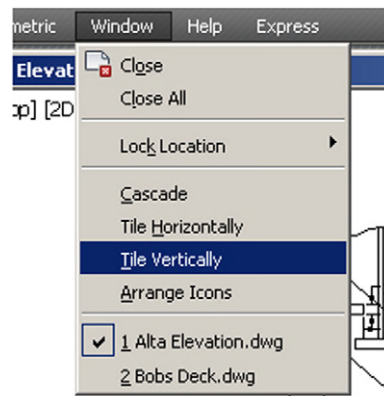 metric Window Help Express
Elevat
op] [2D
Close
Close All
Lock Location
Cascade
Tile Horizontally
Tile Vertically
Arrange Icons
1 Alta Elevation.dwg
2 Bobs Deck.dwg